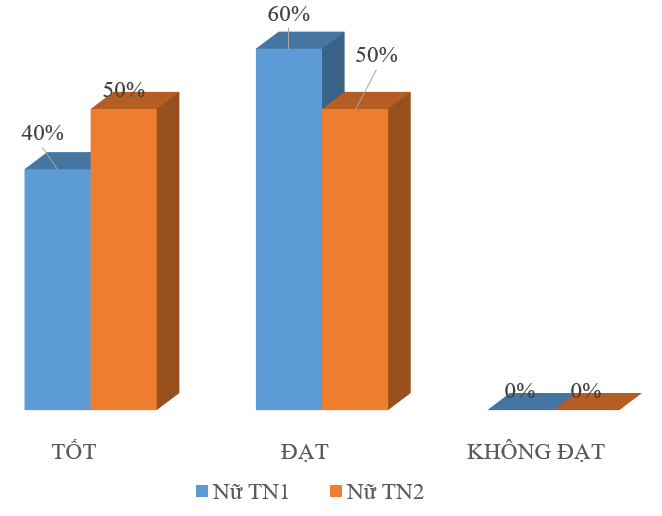 60%
50%
50%
40%
0% 0%
TỐT ĐẠT KHÔNG ĐẠT
Nữ TN1 Nữ TN2